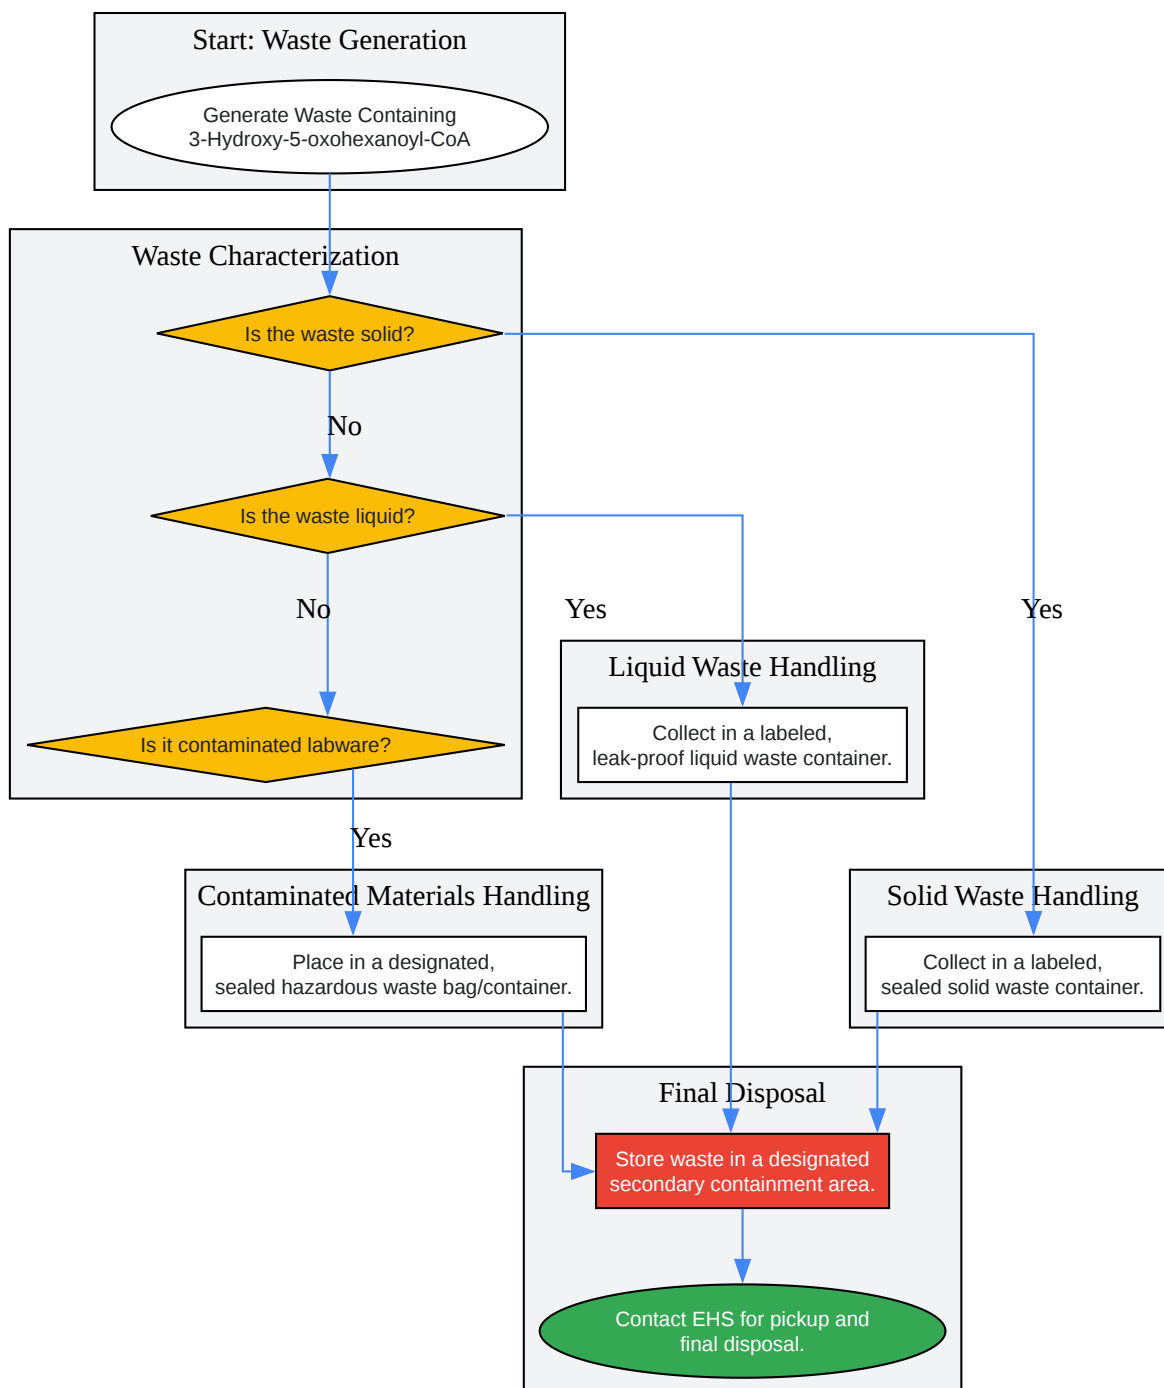 Start: Waste Generation
Generate Waste Containing
3-Hydroxy-5-oxohexanoyl-CoA
Waste Characterization
Is the waste solid?
No
Is the waste liquid?
No
Yes
Yes
Liquid Waste Handling
Collect in a labeled,
leak-proof liquid waste container.
Is it contaminated labware?
Yes
Contaminated Materials Handling
Place in a designated,
sealed hazardous waste bag/container.
Solid Waste Handling
Collect in a labeled,
sealed solid waste container.
Final Disposal
Store waste in a designated
secondary containment area.
Contact EHS for pickup and
final disposal.